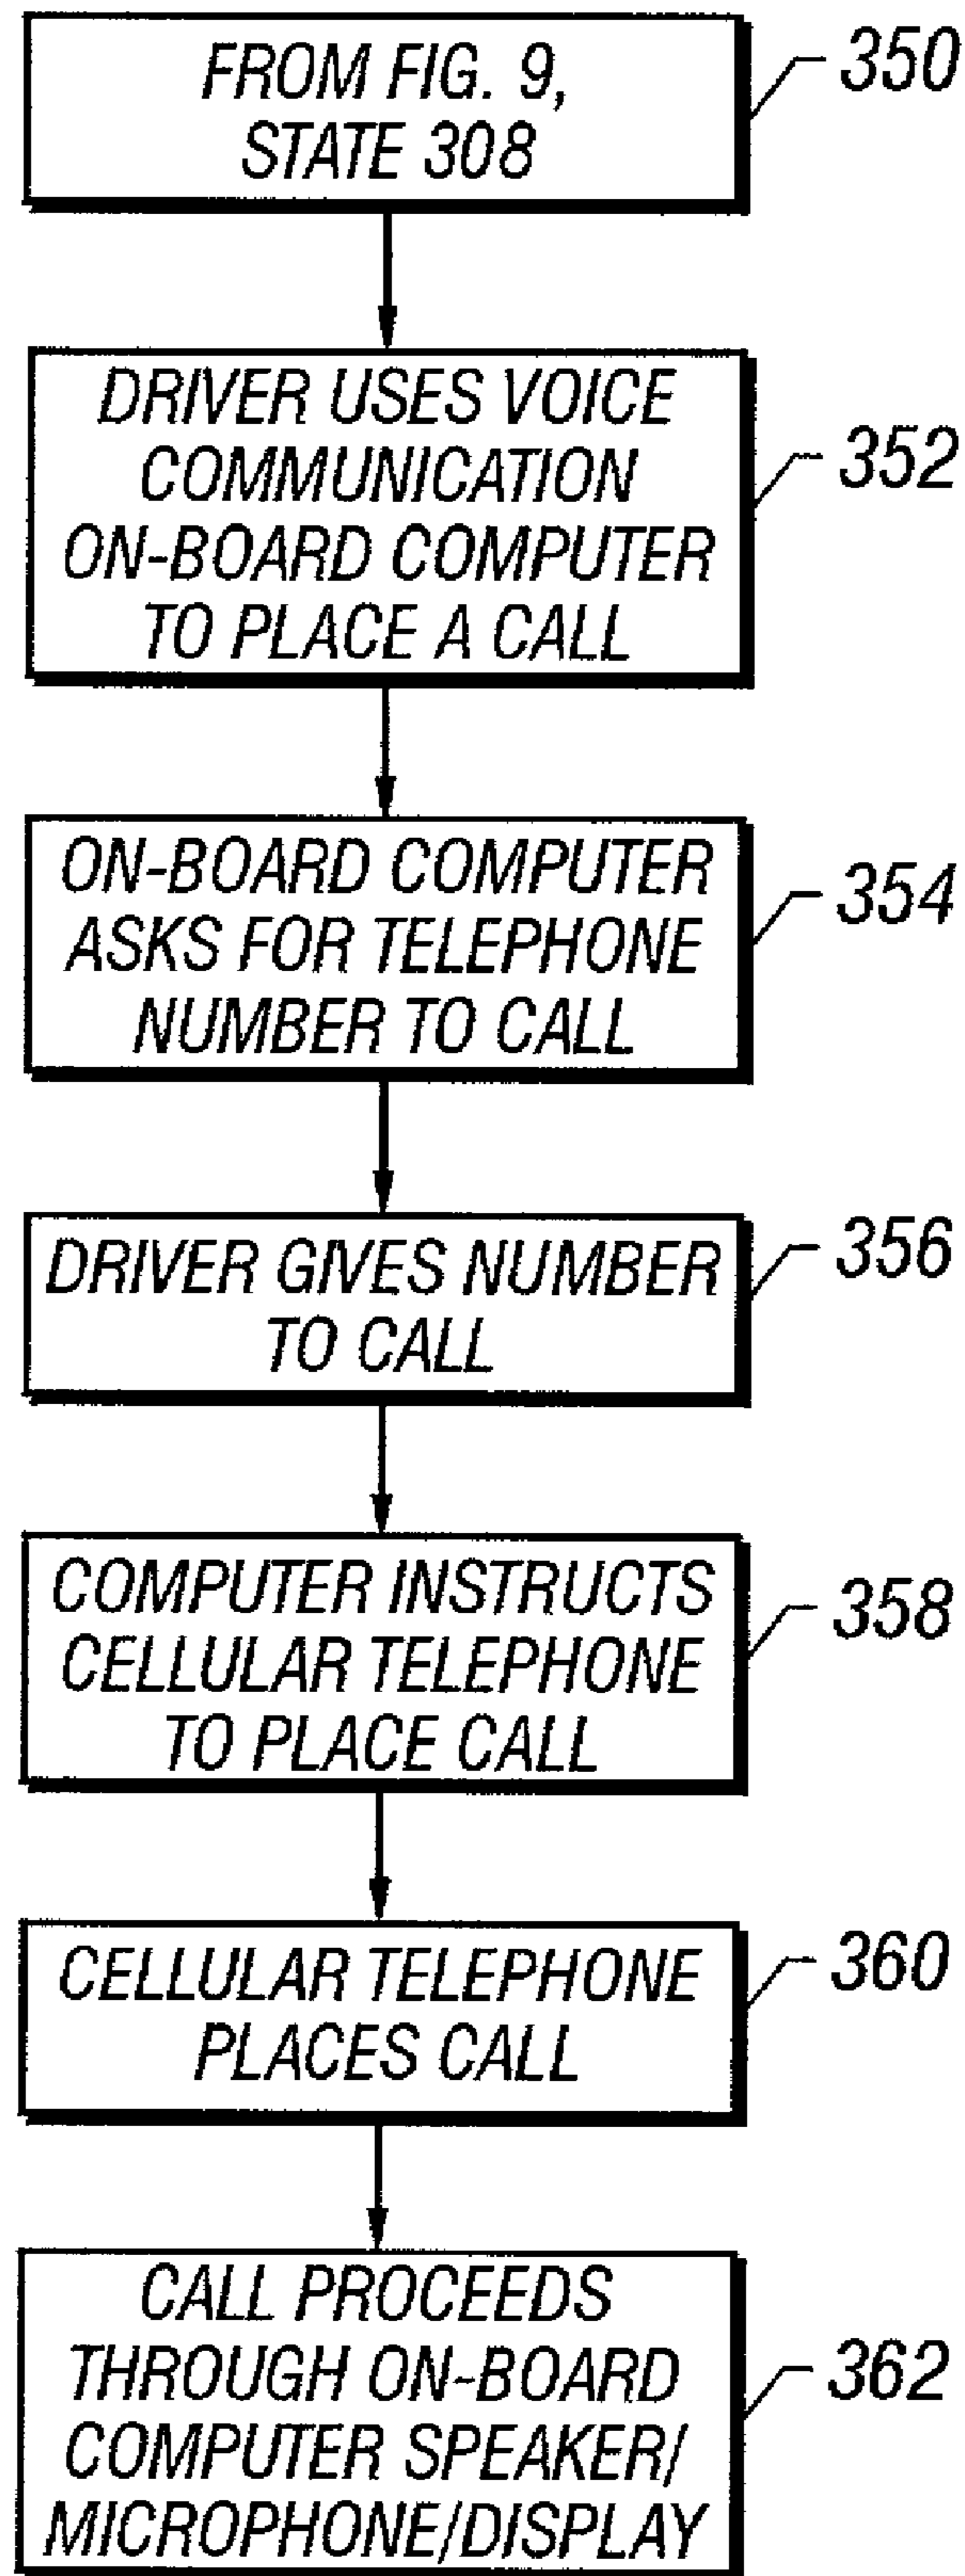 FROM FIG. 9,
STATE 308
350
DRIVER USES VOICE
COMMUNICATION
ON-BOARD COMPUTER
TO PLACE A CALL
352
ON-BOARD COMPUTER
ASKS FOR TELEPHONE
NUMBER TO CALL
354
DRIVER GIVES NUMBER
TO CALL
356
COMPUTER INSTRUCTS
CELLULAR TELEPHONE
TO PLACE CALL
358
CELLULAR TELEPHONE
PLACES CALL
360
CALL PROCEEDS
THROUGH ON-BOARD
COMPUTER SPEAKER/
MICROPHONE/DISPLAY
362